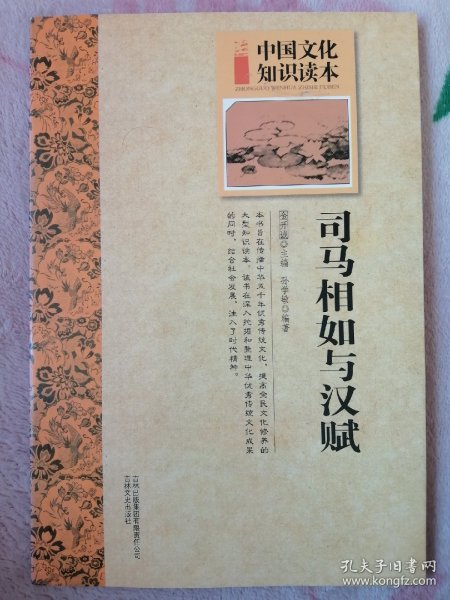 中国文化
知识读本
ZHONGGUO WENHUA ZHISHI DUBEN
司马相如与汉赋
金开诚◎主编 孙学敏◎编著
本书旨在传播中华五千年优秀传统文化，提高全民文化修养的
大型知识读本。该书在深入挖掘和整理中华优秀传统文化成果
的同时，结合社会发展，注入了时代精神。
吉林出版集团有限责任公司
吉林文史出版社
孔夫子旧书网
www.kongfz.com